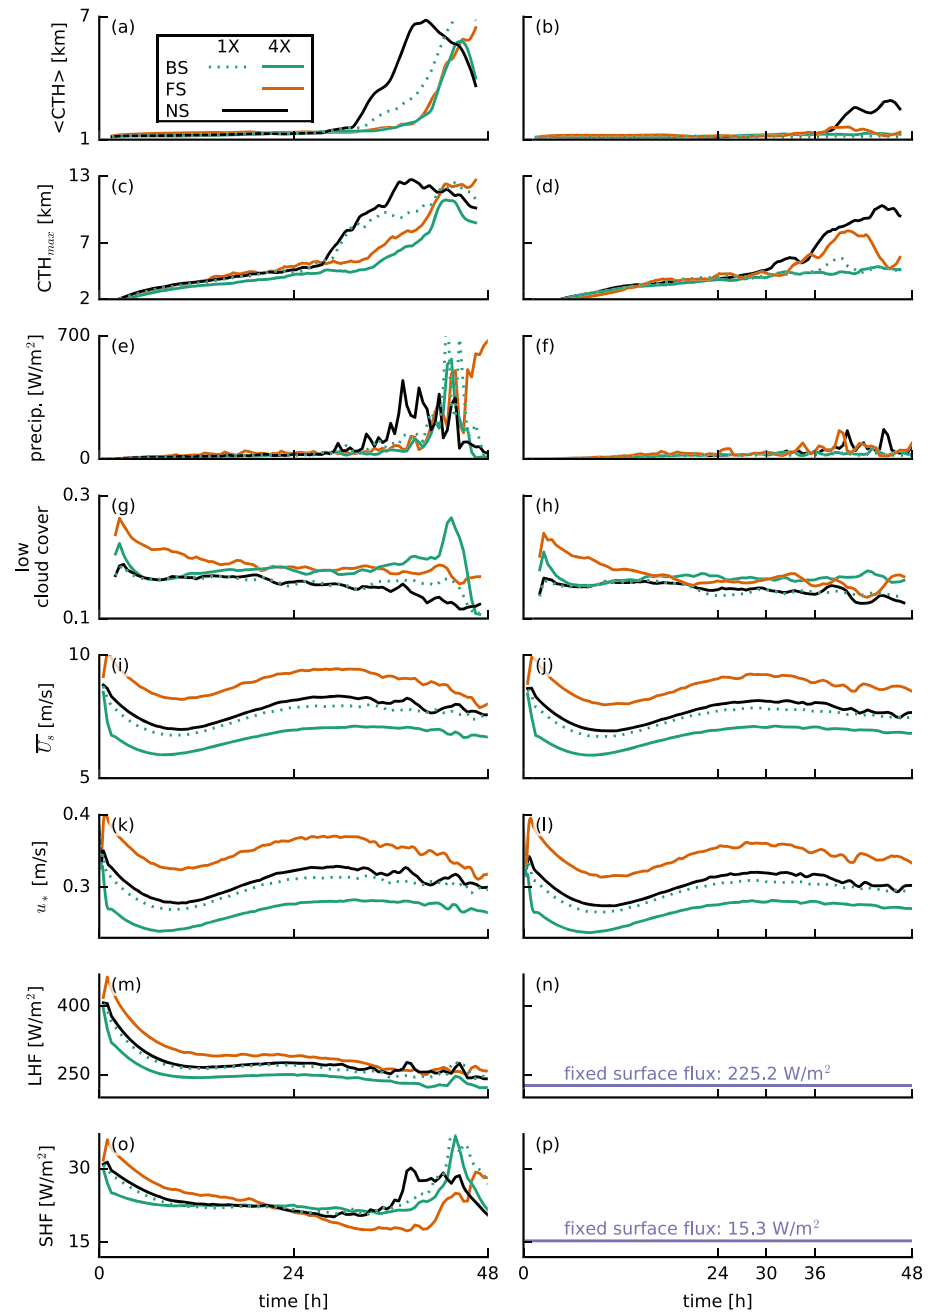 7
1
<CTH> [km]
(a)
1X 4X
BS
FS
NS
(b)
13
7
2
CTH_max [km]
(c)
(d)
700
0
precip. [W/m²]
(e)
(f)
0.3
0.1
low
cloud cover
(g)
(h)
10
5
U̅_s [m/s]
(i)
(j)
0.4
0.3
u_* [m/s]
(k)
(l)
400
250
LHF [W/m²]
(m)
(n)
fixed surface flux: 225.2 W/m²
30
15
SHF [W/m²]
(o)
(p)
fixed surface flux: 15.3 W/m²
0 24 48
24 30 36 48
time [h]
time [h]